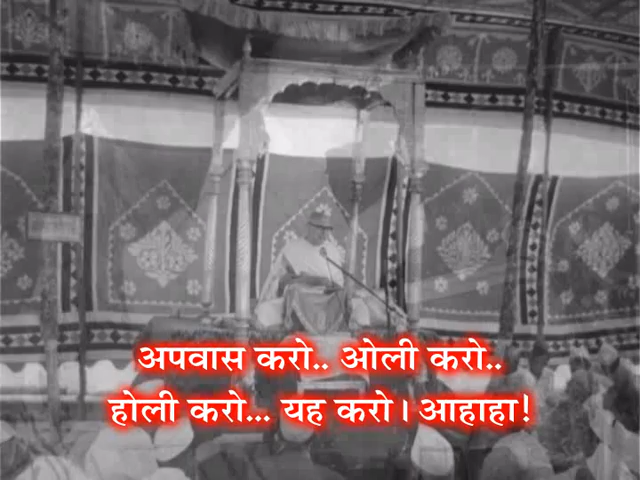 अपवास करो.. ओली करो..
होली करो... यह करो। आहाहा!